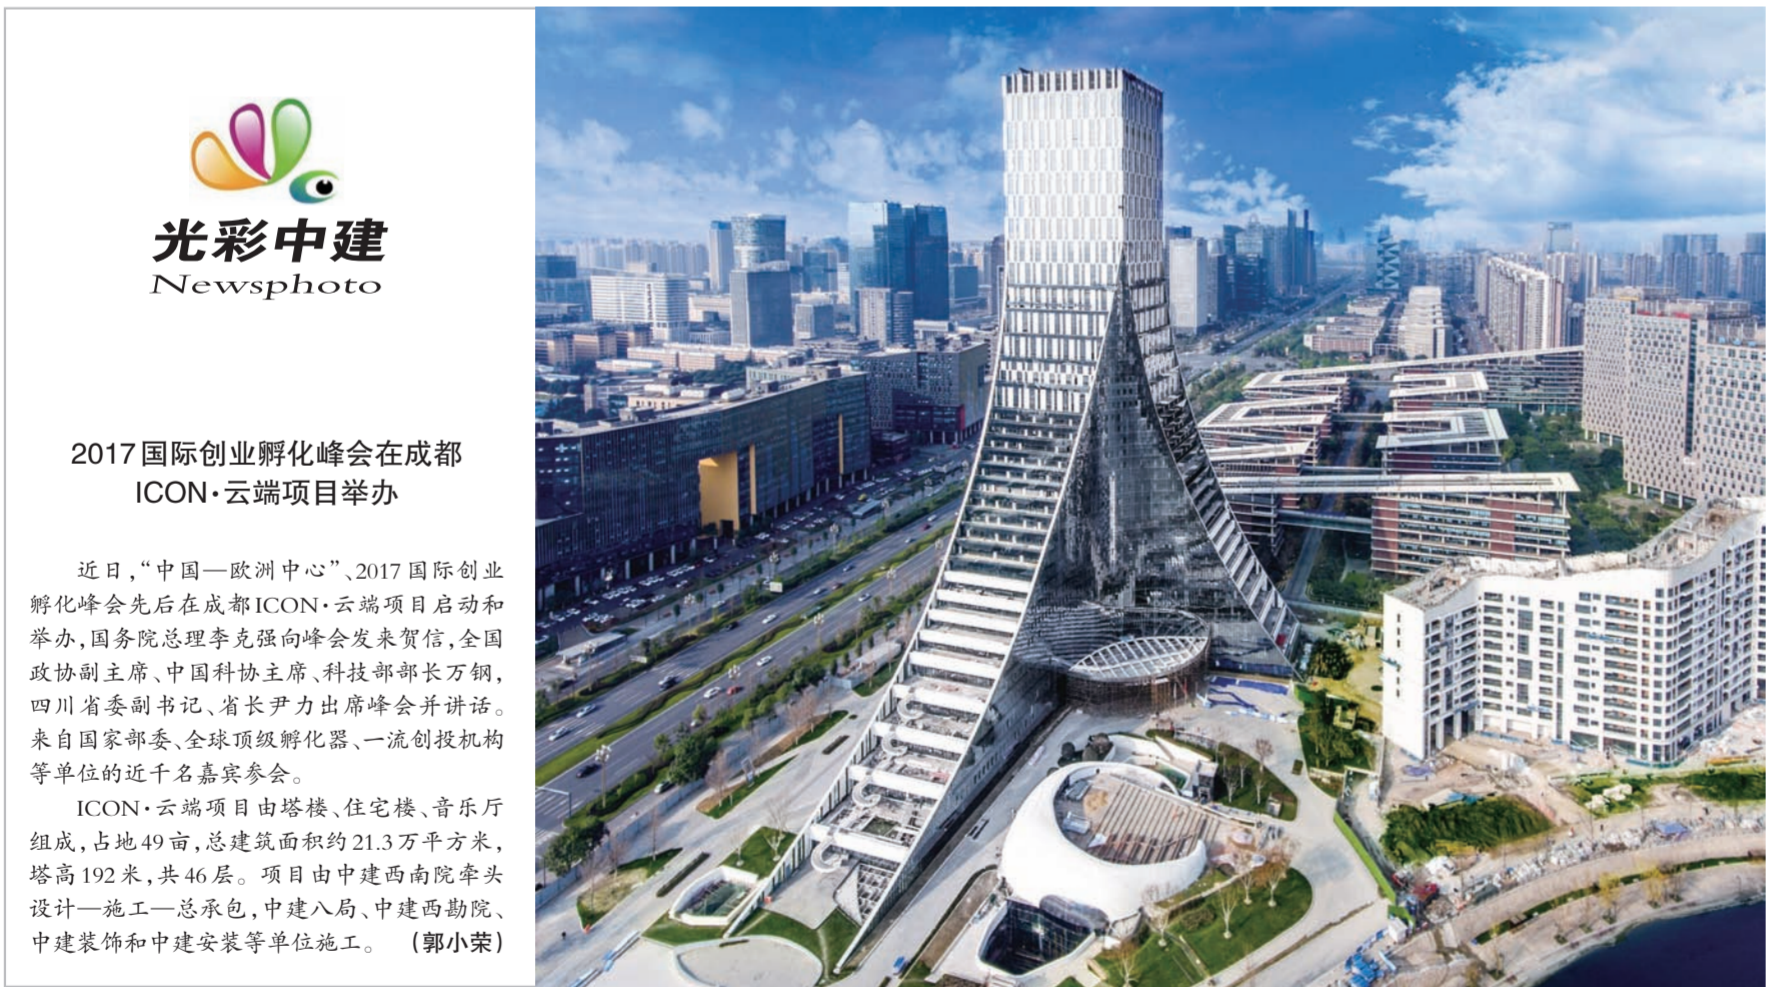 光彩中建
Newsphoto
2017国际创业孵化峰会在成都
ICON·云端项目举办
近日,“中国—欧洲中心”、2017国际创业
孵化峰会先后在成都ICON·云端项目启动和
举办,国务院总理李克强向峰会发来贺信,全国
政协副主席、中国科协主席、科技部部长万钢,
四川省委副书记、省长尹力出席峰会并讲话。
来自国家部委、全球顶级孵化器、一流创投机构
等单位的近千名嘉宾参会。
ICON·云端项目由塔楼、住宅楼、音乐厅
组成,占地49亩,总建筑面积约21.3万平方米,
塔高192米,共46层。项目由中建西南院牵头
设计—施工—总承包,中建八局、中建西勘院、
中建装饰和中建安装等单位施工。 (郭小荣)